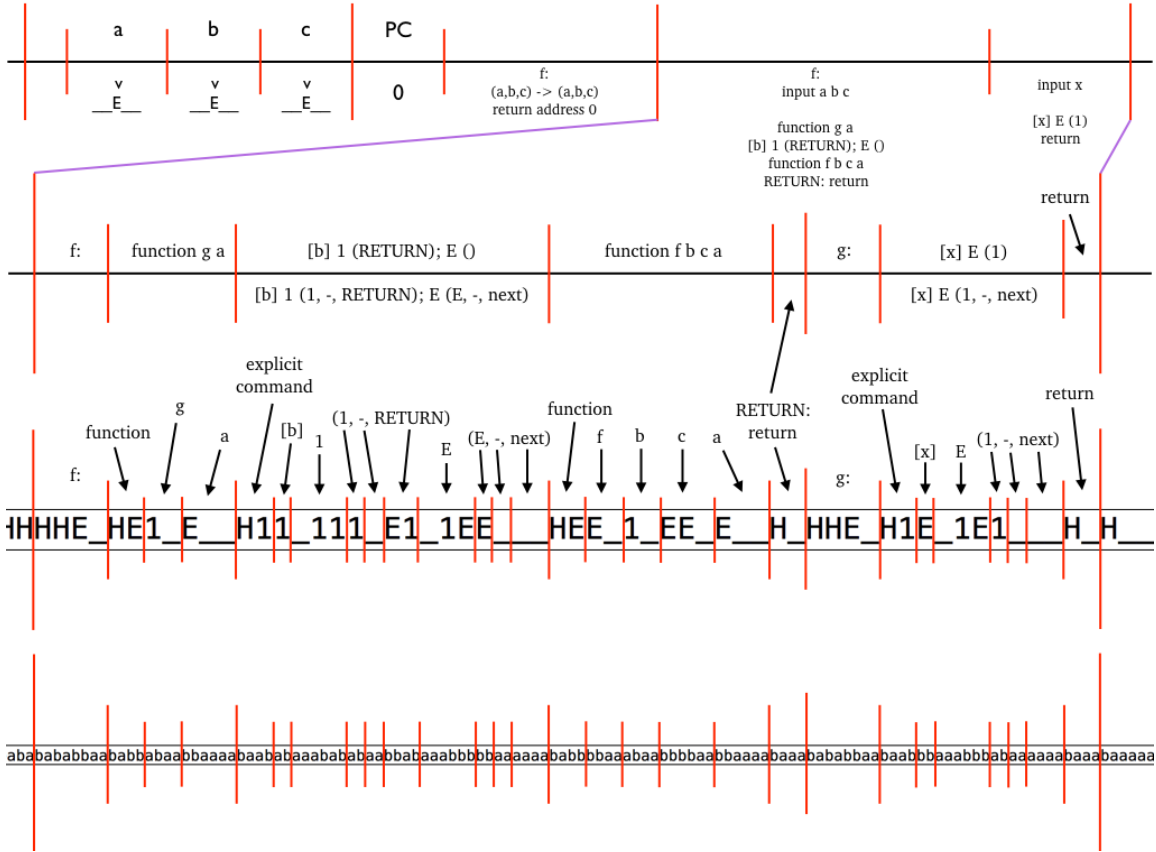 a b c PC
v v v 0
__E__ __E__ __E__
f:
(a,b,c) -> (a,b,c)
return address 0
f:
input a b c
function g a
[b] 1 (RETURN); E ()
function f b c a
RETURN: return
input x
[x] E (1)
return
return
f: function g a [b] 1 (RETURN); E () function f b c a g: [x] E (1)
[b] 1 (1, -, RETURN); E (E, -, next) [x] E (1, -, next)
explicit
command
explicit
command
function g a [b] 1 (1, -, RETURN) E (E, -, next) function f b c a
RETURN:
return
[x] E (1, -, next) return
f: g:
HHHHE_HE1_E__H11_111_E1_1EE___HEE_1_EE_E__H_HHE_H1E_1E1___H_H__
abababababbaababbabaabbaaaabaababaaabababaabbabaaabbbbbaaaaaababbbbaaabaabbbbaabbaaaabaaabababbaabaabbbaaabbbabaaaaaabaaabaaaaa